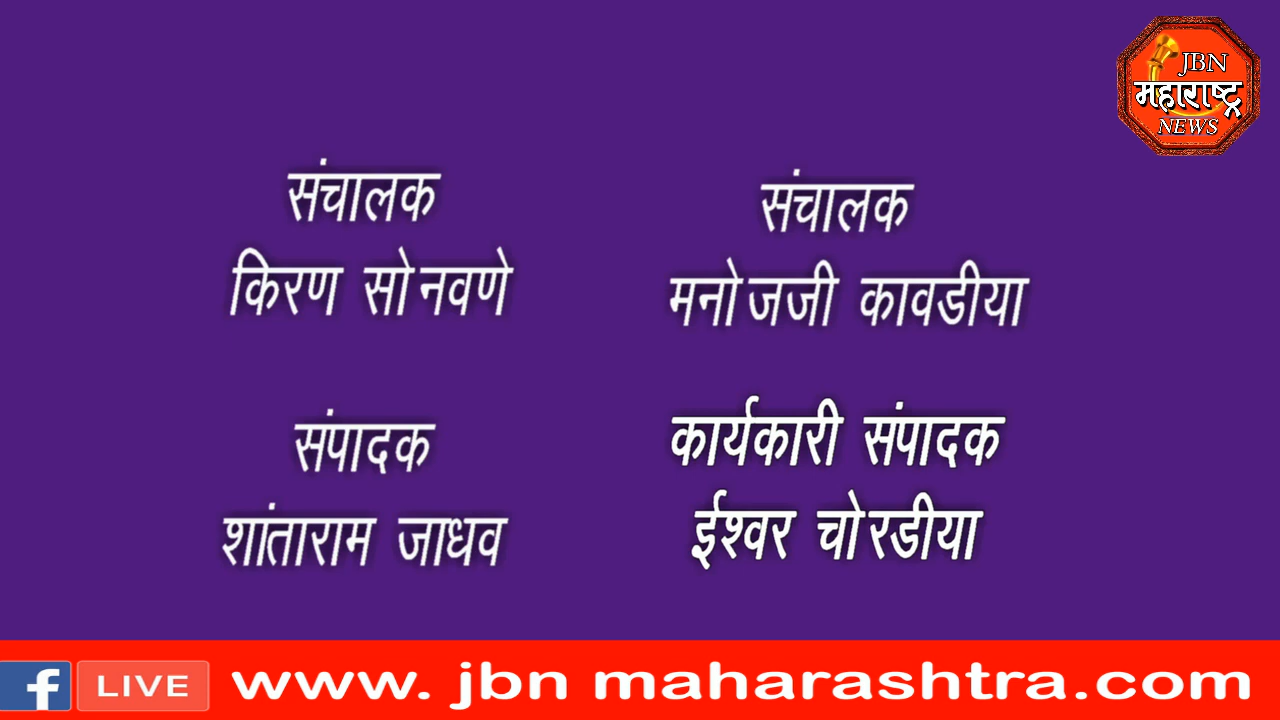 JBN
महाराष्ट्र
NEWS
संचालक
किरण सोनवणे
संचालक
मनोजजी कावडीया
संपादक
शांताराम जाधव
कार्यकारी संपादक
ईश्वर चोरडीया
f LIVE www. jbn maharashtra.com